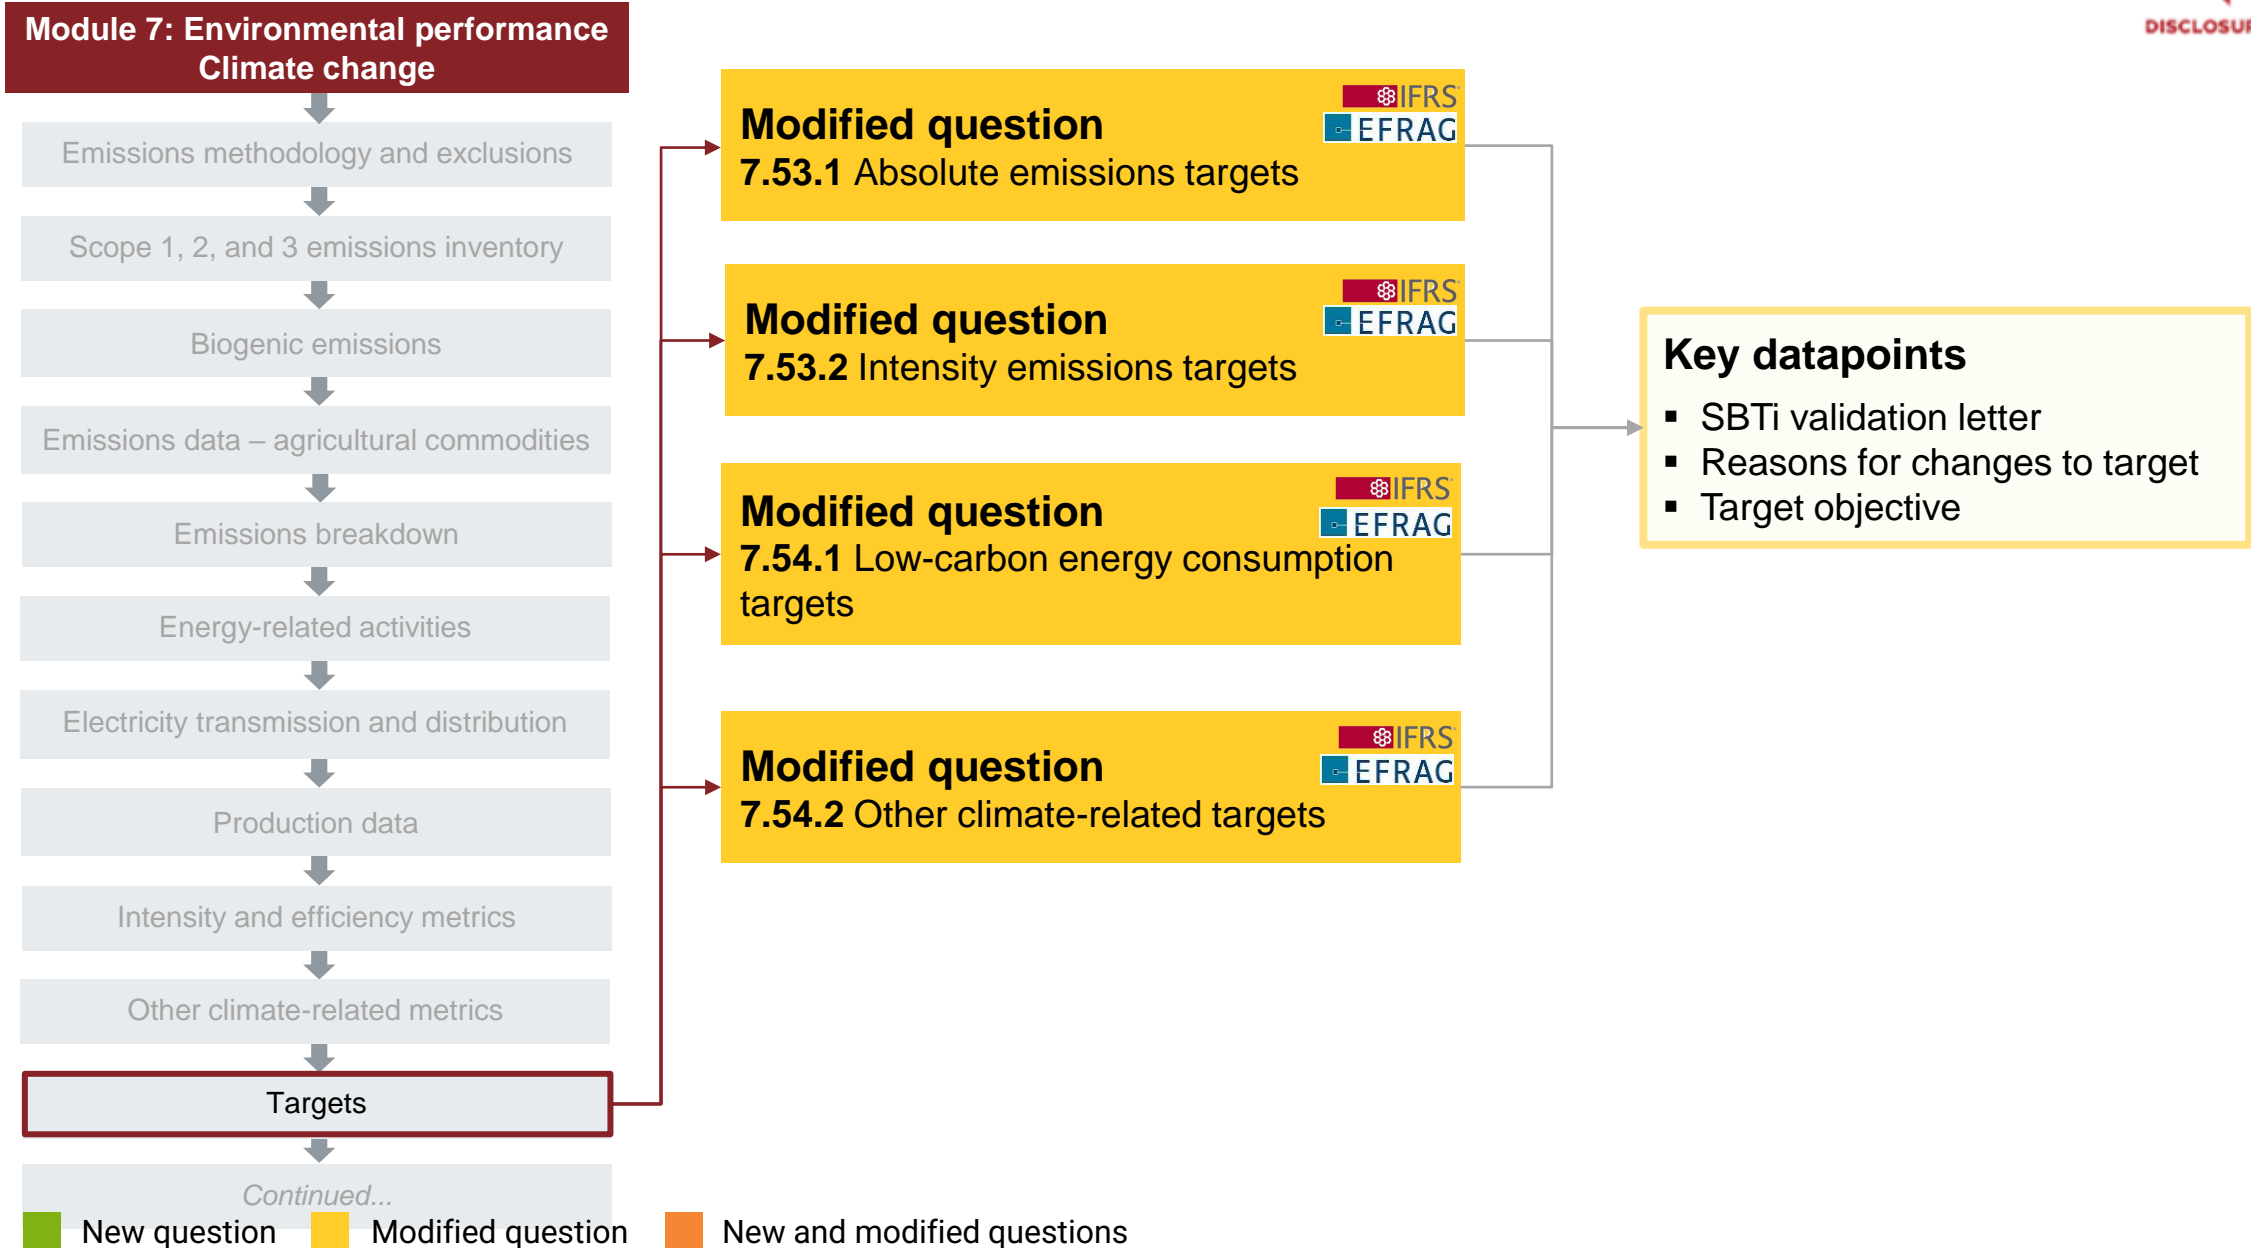 Module 7: Environmental performance
Climate change
Emissions methodology and exclusions
Scope 1, 2, and 3 emissions inventory
Biogenic emissions
Emissions data – agricultural commodities
Emissions breakdown
Energy-related activities
Electricity transmission and distribution
Production data
Intensity and efficiency metrics
Other climate-related metrics
Targets
Continued...
Modified question
7.53.1 Absolute emissions targets
IFRS
EFRAG
Modified question
7.53.2 Intensity emissions targets
IFRS
EFRAG
Modified question
7.54.1 Low-carbon energy consumption
targets
IFRS
EFRAG
Modified question
7.54.2 Other climate-related targets
IFRS
EFRAG
Key datapoints
▪ SBTi validation letter
▪ Reasons for changes to target
▪ Target objective
New question
Modified question
New and modified questions